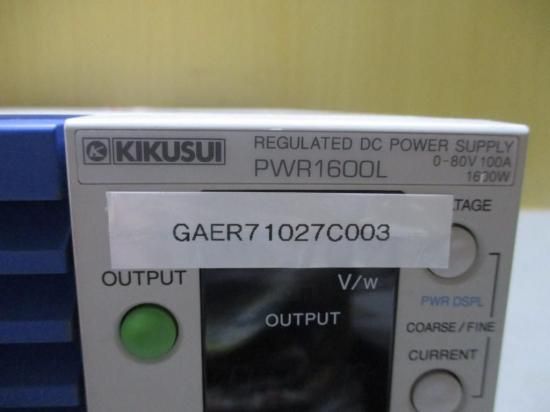 KIKUSUI
REGULATED DC POWER SUPPLY
PWR1600L
0-80V 100A
1600W
GAER71027C003
OUTPUT
V/W
OUTPUT
PWR DSPL
COARSE/FINE
CURRENT